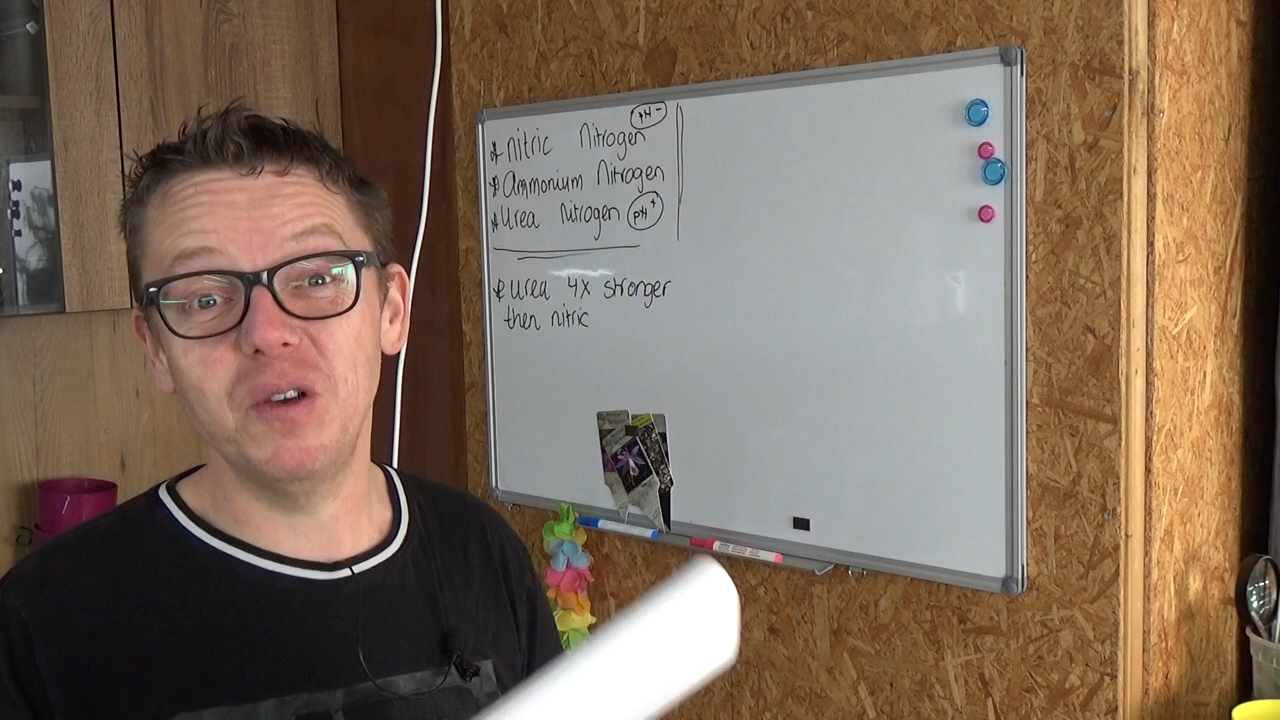 pH -
* nitric Nitrogen
* Ammonium Nitrogen
* Urea Nitrogen pH +
* urea 4x stronger
then nitric